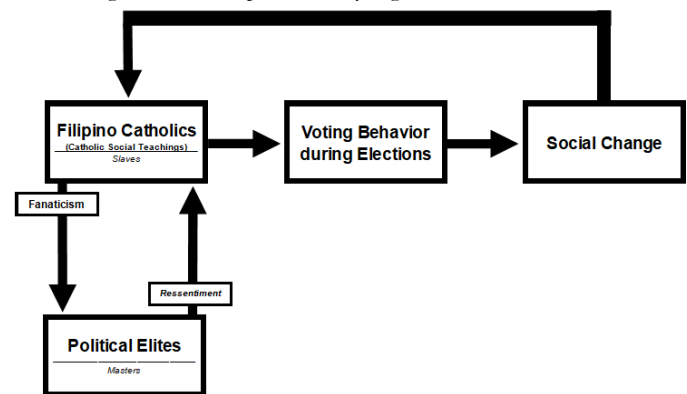 Filipino Catholics
(Catholic Social Teachings)
Slaves
Voting Behavior
during Elections
Social Change
Fanaticism
Ressentiment
Political Elites
Masters